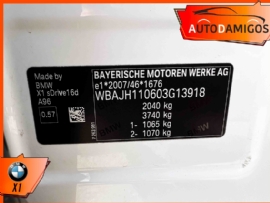 AUTODAMIGOS
Made by
BMW
X1 sDrive16d
A96
0.57
BAYERISCHE MOTOREN WERKE AG
e1*2007/46*1676
WBAJH110603G13918
2040 kg
3740 kg
1- 1065 kg
2- 1070 kg
BMW
X1